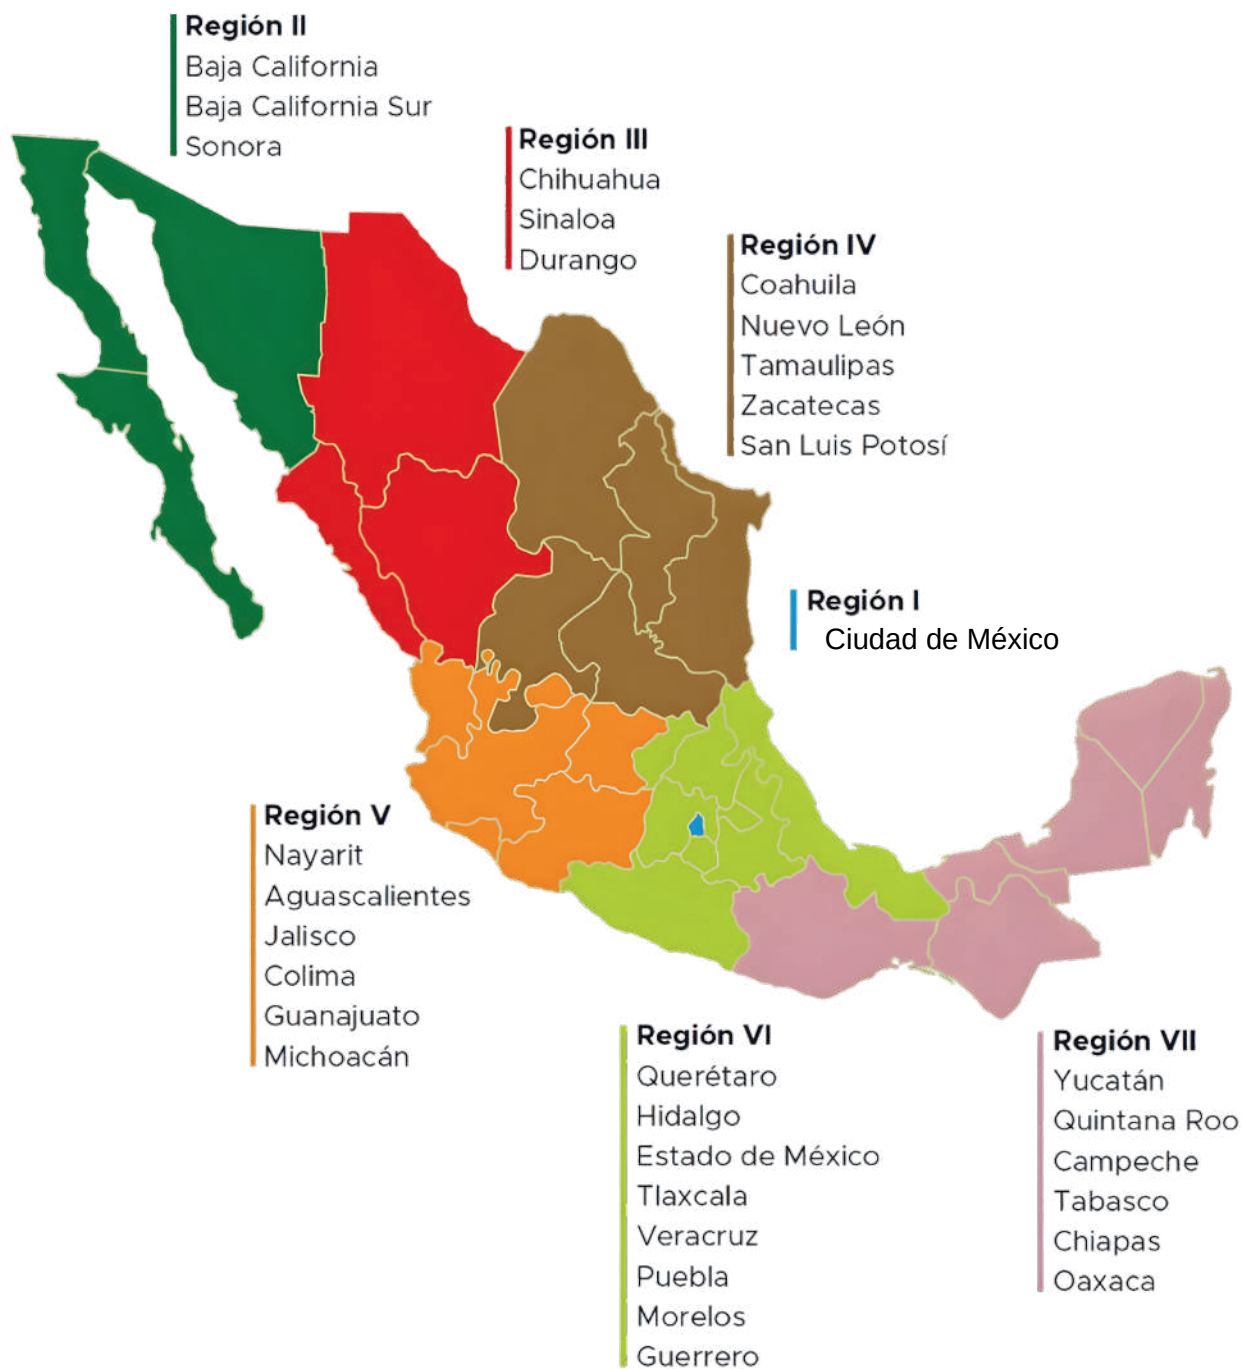 Región II
Baja California
Baja California Sur
Sonora
Región III
Chihuahua
Sinaloa
Durango
Región IV
Coahuila
Nuevo León
Tamaulipas
Zacatecas
San Luis Potosí
Región I
Ciudad de México
Región V
Nayarit
Aguascalientes
Jalisco
Colima
Guanajuato
Michoacán
Región VI
Querétaro
Hidalgo
Estado de México
Tlaxcala
Veracruz
Puebla
Morelos
Guerrero
Región VII
Yucatán
Quintana Roo
Campeche
Tabasco
Chiapas
Oaxaca